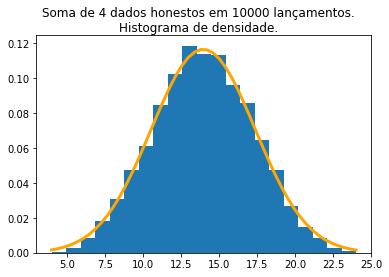 Soma de 4 dados honestos em 10000 lançamentos.
Histograma de densidade.
0.12
0.10
0.08
0.06
0.04
0.02
0.00
5.0 7.5 10.0 12.5 15.0 17.5 20.0 22.5 25.0